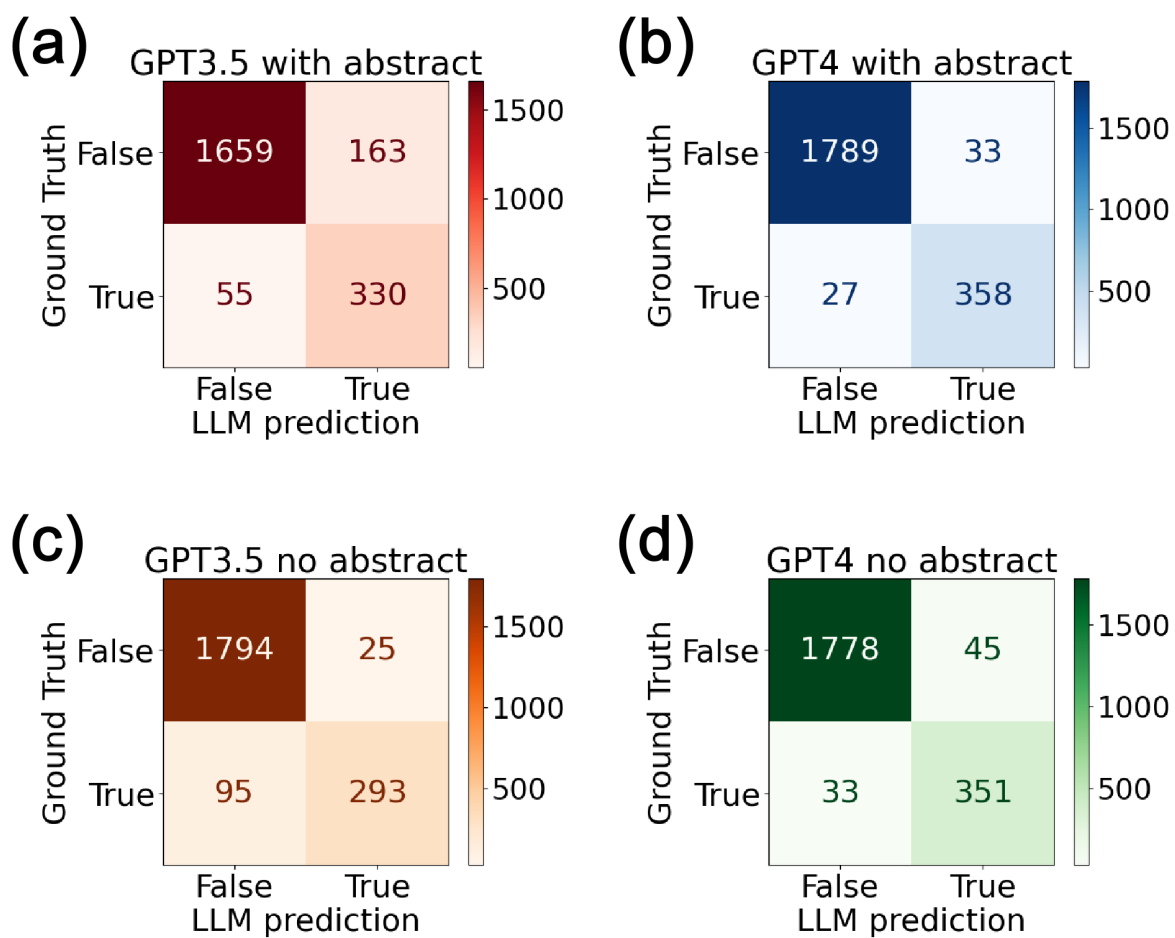 (a)
GPT3.5 with abstract
Ground Truth
False
1659 163
True
55 330
False True
LLM prediction
1500
1000
500
(b)
GPT4 with abstract
Ground Truth
False
1789 33
True
27 358
False True
LLM prediction
1500
1000
500
(c)
GPT3.5 no abstract
Ground Truth
False
1794 25
True
95 293
False True
LLM prediction
1500
1000
500
(d)
GPT4 no abstract
Ground Truth
False
1778 45
True
33 351
False True
LLM prediction
1500
1000
500